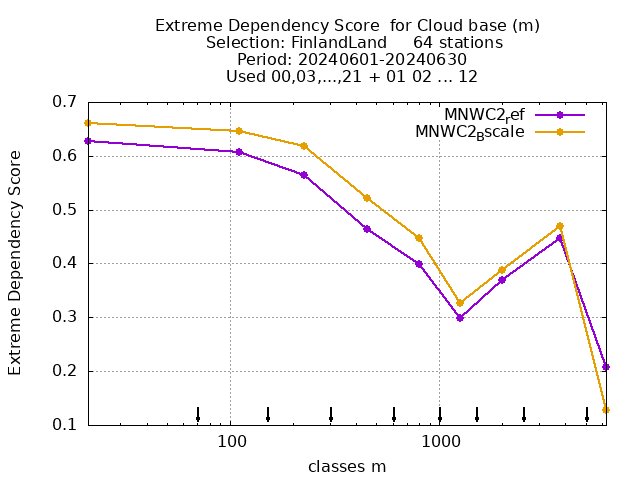 Extreme Dependency Score  for Cloud base (m)
Selection: FinlandLand     64 stations
Period: 20240601-20240630
Used 00,03,...,21 + 01 02 ... 12
MNWC2ref
MNWC2Bscale
Extreme Dependency Score
0.7
0.6
0.5
0.4
0.3
0.2
0.1
100
1000
classes m